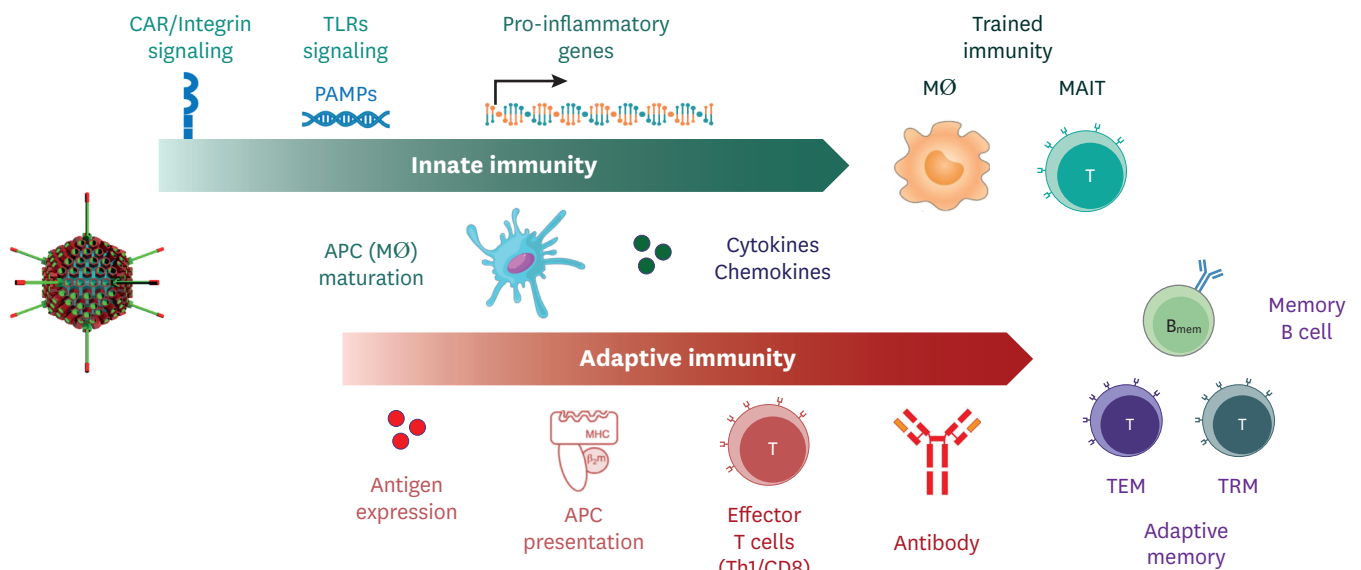 CAR/Integrin
signaling
TLRs
signaling
PAMPs
Pro-inflammatory
genes
Trained
immunity
MØ
MAIT
Innate immunity
T
APC (MØ)
maturation
Cytokines
Chemokines
Bmem
Memory
B cell
Adaptive immunity
MHC
β2m
T
T
T
Antigen
expression
APC
presentation
Effector
T cells
(Th1/CD8)
Antibody
TEM
TRM
Adaptive
memory